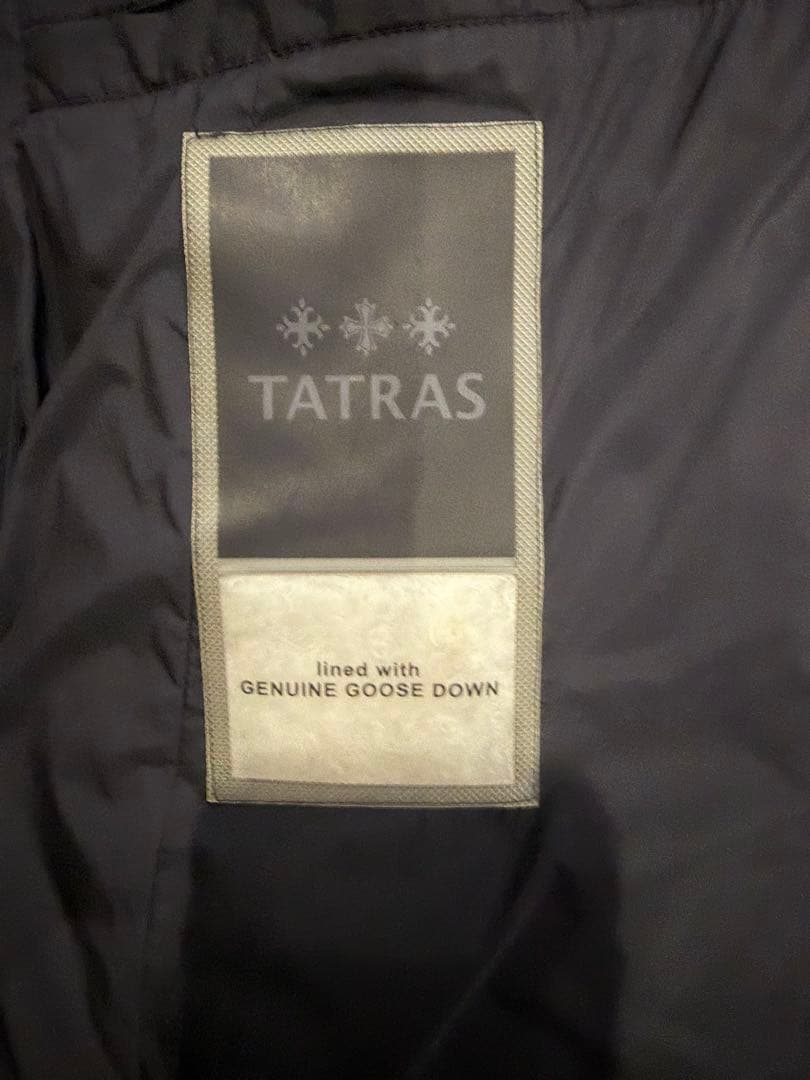 TATRAS
lined with
GENUINE GOOSE DOWN